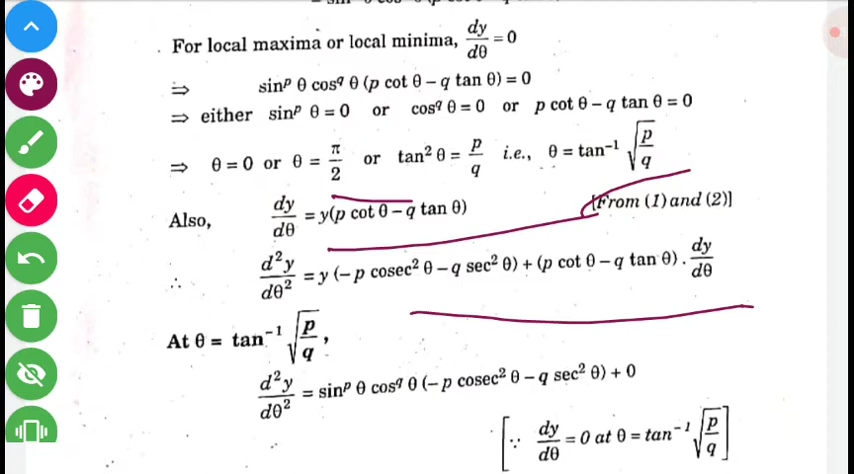 For local maxima or local minima, dy/dθ = 0
⇒ sinᵖ θ cos^q θ (p cot θ – q tan θ) = 0
⇒ either sinᵖ θ = 0 or cos^q θ = 0 or p cot θ – q tan θ = 0
⇒ θ = 0 or θ = π/2 or tan² θ = p/q i.e., θ = tan⁻¹ √(p/q)
Also, dy/dθ = y(p cot θ – q tan θ) [From (1) and (2)]
∴ d²y/dθ² = y (– p cosec² θ – q sec² θ) + (p cot θ – q tan θ) . dy/dθ
At θ = tan⁻¹ √(p/q),
d²y/dθ² = sinᵖ θ cos^q θ (– p cosec² θ – q sec² θ) + 0
[∵ dy/dθ = 0 at θ = tan⁻¹ √(p/q)]